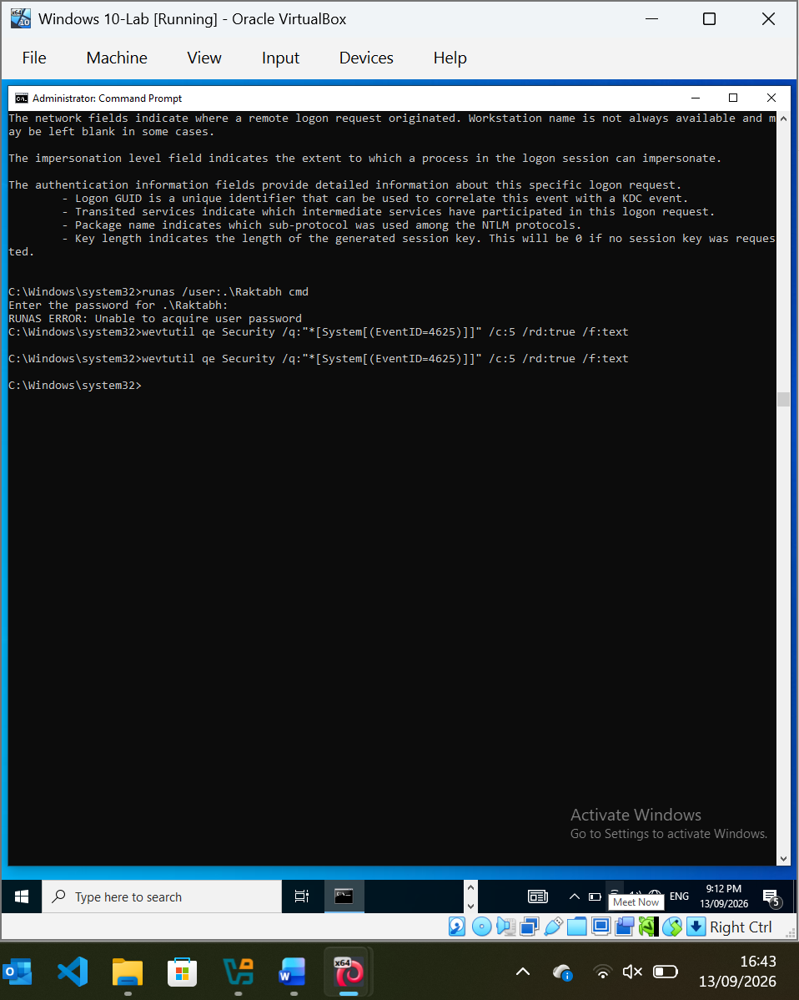 Windows 10-Lab [Running] - Oracle VirtualBox
File Machine View Input Devices Help
Administrator: Command Prompt
The network fields indicate where a remote logon request originated. Workstation name is not always available and m
ay be left blank in some cases.
The impersonation level field indicates the extent to which a process in the logon session can impersonate.
The authentication information fields provide detailed information about this specific logon request.
- Logon GUID is a unique identifier that can be used to correlate this event with a KDC event.
- Transited services indicate which intermediate services have participated in this logon request.
- Package name indicates which sub-protocol was used among the NTLM protocols.
- Key length indicates the length of the generated session key. This will be 0 if no session key was reques
ted.
C:\Windows\system32>runas /user:.\Raktabh cmd
Enter the password for .\Raktabh:
RUNAS ERROR: Unable to acquire user password
C:\Windows\system32>wevtutil qe Security /q:"*[System[(EventID=4625)]]" /c:5 /rd:true /f:text
C:\Windows\system32>wevtutil qe Security /q:"*[System[(EventID=4625)]]" /c:5 /rd:true /f:text
C:\Windows\system32>
Activate Windows
Go to Settings to activate Windows.
Type here to search
ENG
9:12 PM
13/09/2026
5
Meet Now
Right Ctrl
x64
16:43
13/09/2026